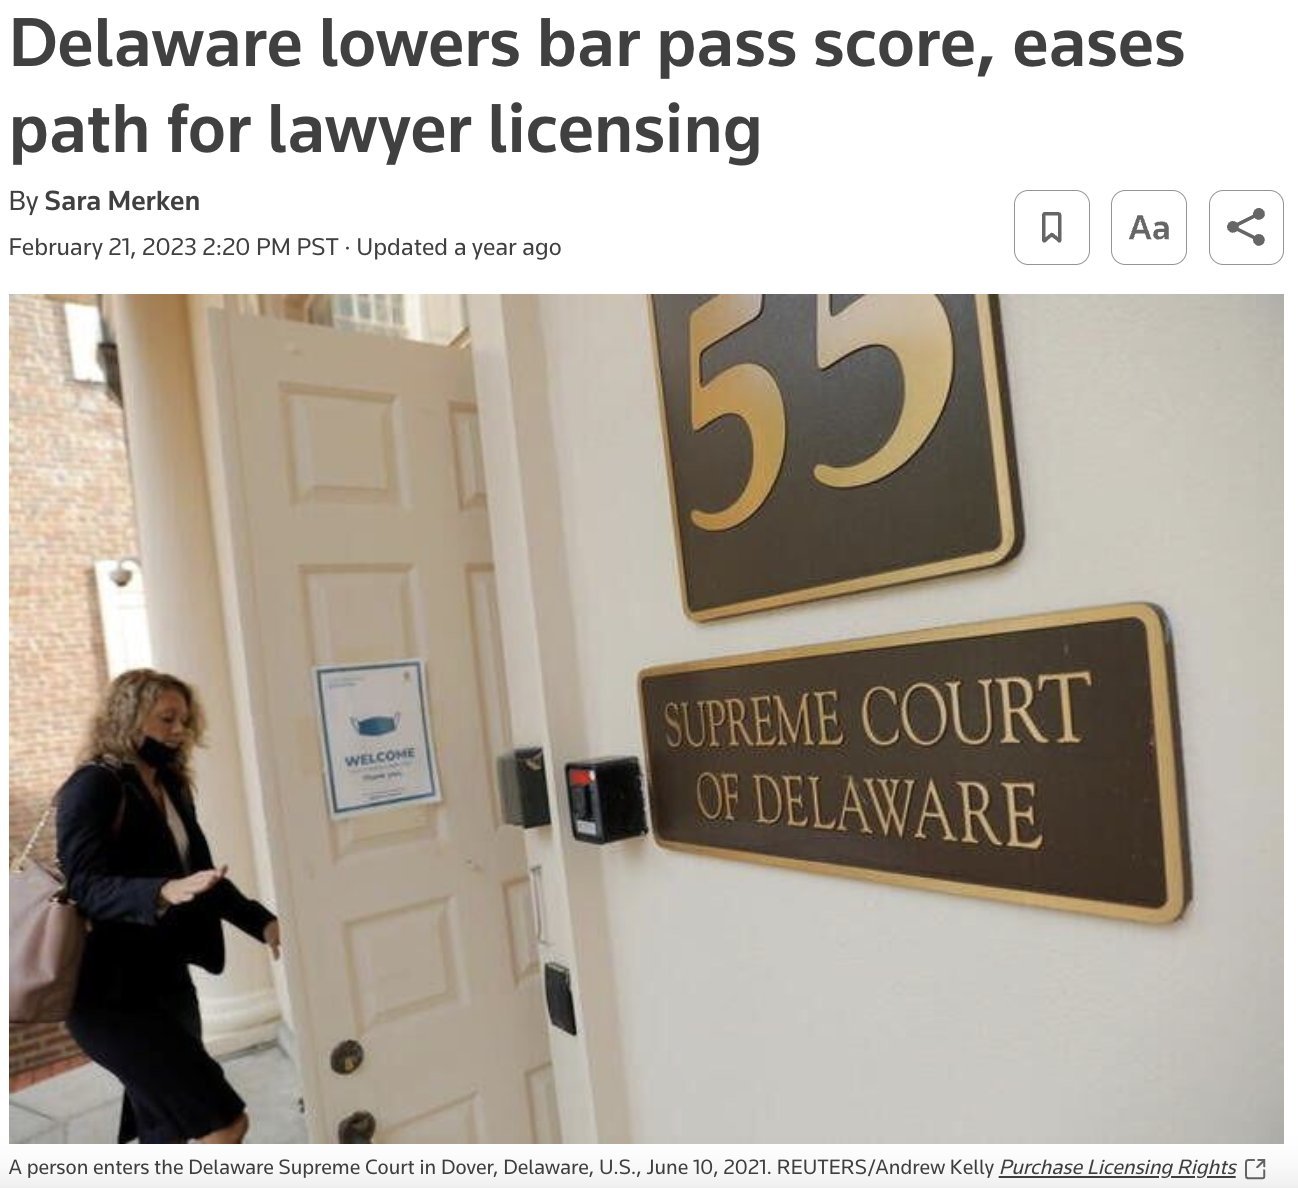 Delaware lowers bar pass score, eases
path for lawyer licensing
By Sara Merken
February 21, 2023 2:20 PM PST · Updated a year ago
Aa
55
SUPREME COURT
OF DELAWARE
WELCOME
Thank you.
A person enters the Delaware Supreme Court in Dover, Delaware, U.S., June 10, 2021. REUTERS/Andrew Kelly Purchase Licensing Rights